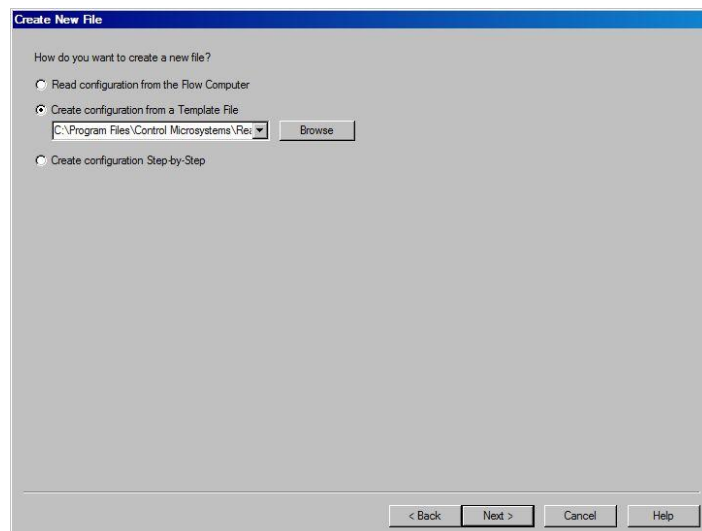 Create New File
How do you want to create a new file?
Read configuration from the Flow Computer
Create configuration from a Template File
C:\Program Files\Control Microsystems\Rea
Browse
Create configuration Step-by-Step
< Back
Next >
Cancel
Help